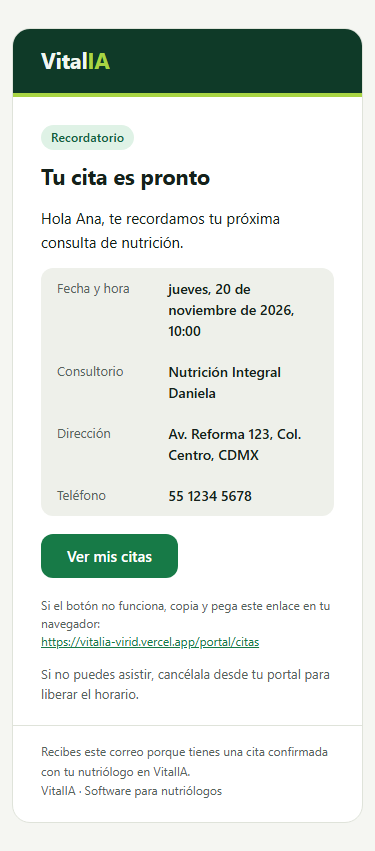 VitalIA
Recordatorio
Tu cita es pronto
Hola Ana, te recordamos tu próxima
consulta de nutrición.
Fecha y hora
jueves, 20 de
noviembre de 2026,
10:00
Consultorio
Nutrición Integral
Daniela
Dirección
Av. Reforma 123, Col.
Centro, CDMX
Teléfono
55 1234 5678
Ver mis citas
Si el botón no funciona, copia y pega este enlace en tu
navegador:
https://vitalia-virid.vercel.app/portal/citas
Si no puedes asistir, cancélala desde tu portal para
liberar el horario.
Recibes este correo porque tienes una cita confirmada
con tu nutriólogo en VitalIA.
VitalIA · Software para nutriólogos